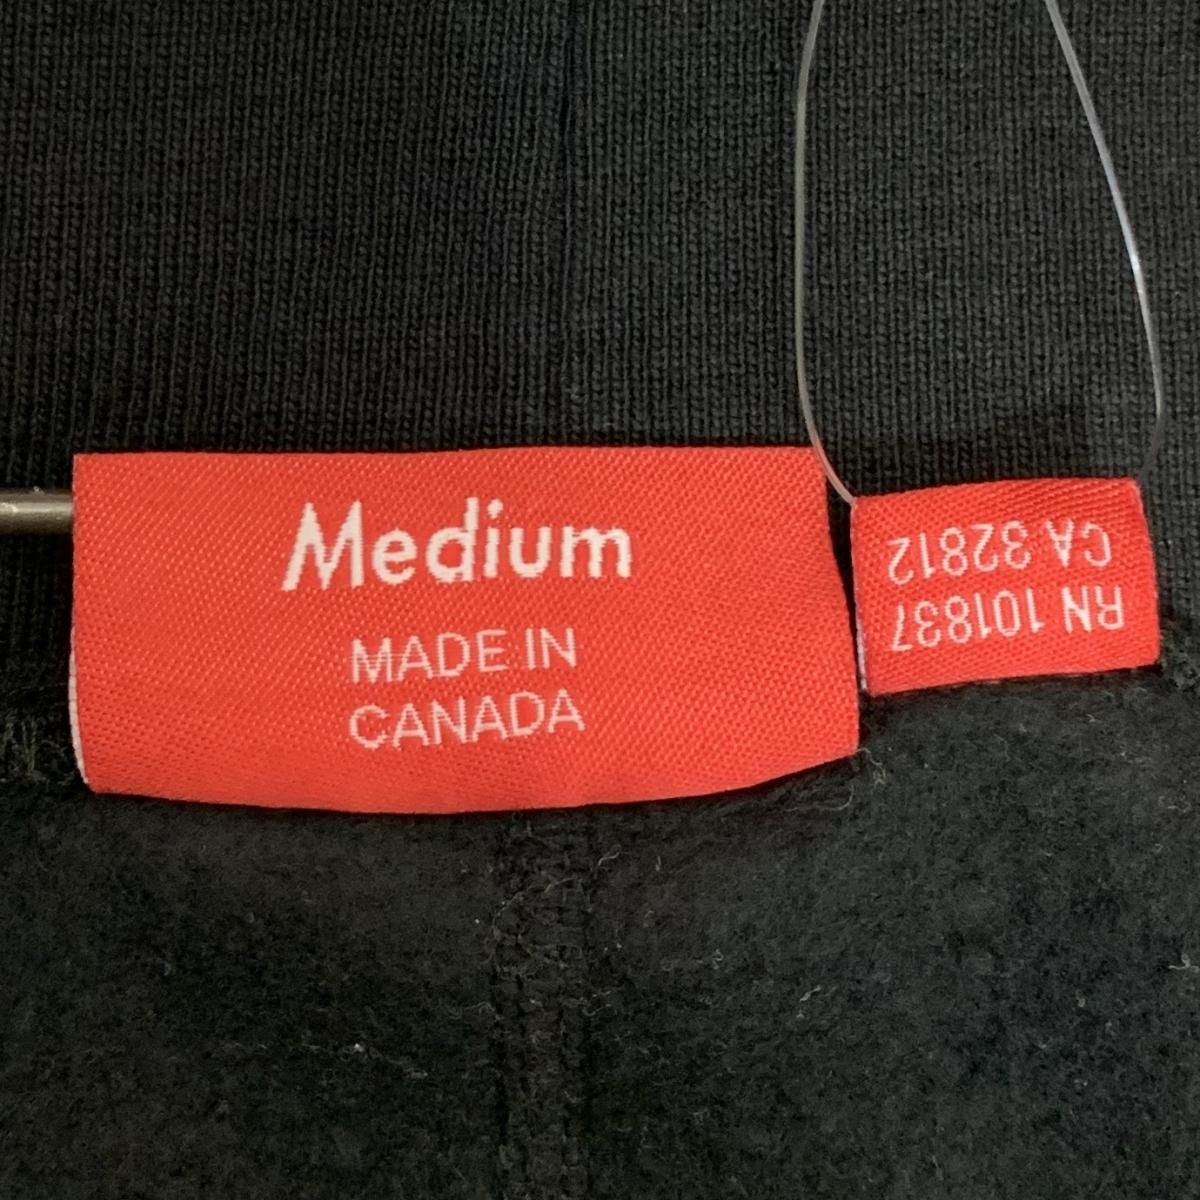 Medium
MADE IN
CANADA
RN 101837
CA 32812